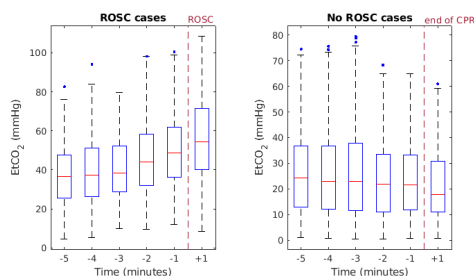 ROSC cases
ROSC
EtCO2 (mmHg)
100
80
60
40
20
0
-5 -4 -3 -2 -1 +1
Time (minutes)
No ROSC cases
end of CPR
EtCO2 (mmHg)
80
70
60
50
40
30
20
10
0
-5 -4 -3 -2 -1 +1
Time (minutes)